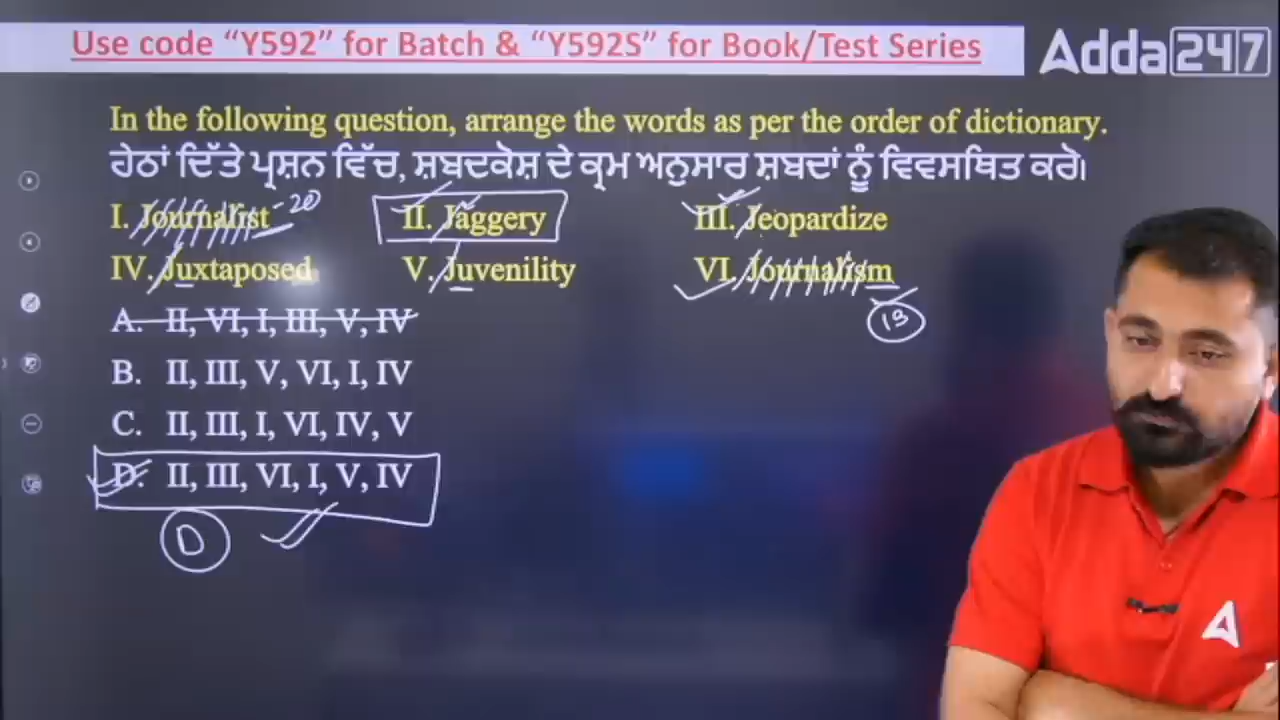 Use code “Y592” for Batch & “Y592S” for Book/Test Series
Adda247
In the following question, arrange the words as per the order of dictionary.
ਹੇਠਾਂ ਦਿੱਤੇ ਪ੍ਰਸ਼ਨ ਵਿੱਚ, ਸ਼ਬਦਕੋਸ਼ ਦੇ ਕ੍ਰਮ ਅਨੁਸਾਰ ਸ਼ਬਦਾਂ ਨੂੰ ਵਿਵਸਥਿਤ ਕਰੋ।
I. Journalist -20 II. Jaggery III. Jeopardize
IV. Juxtaposed V. Juvenility VI. Journalism
13
A. II, VI, I, III, V, IV
B. II, III, V, VI, I, IV
C. II, III, I, VI, IV, V
D. II, III, VI, I, V, IV
D